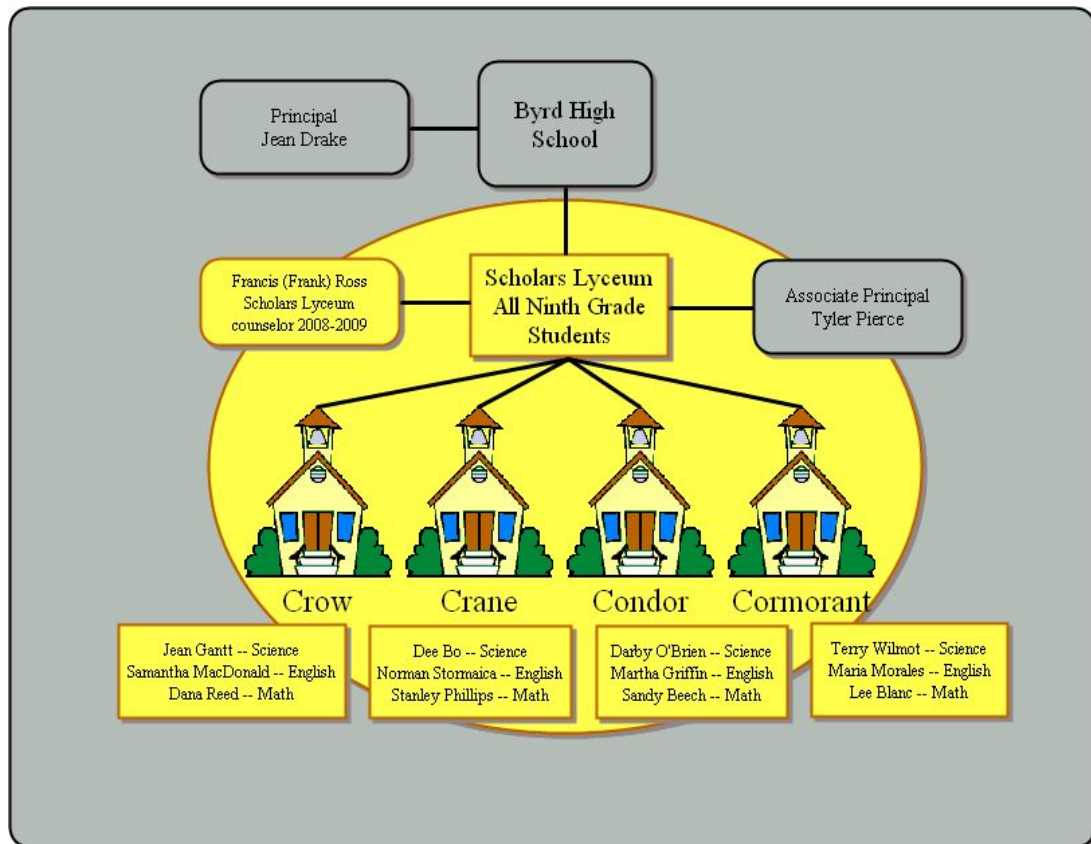 Principal
Jean Drake
Byrd High
School
Francis (Frank) Ross
Scholars Lyceum
counselor 2008-2009
Scholars Lyceum
All Ninth Grade
Students
Associate Principal
Tyler Pierce
Crow
Crane
Condor
Cormorant
Jean Gantt -- Science
Samantha MacDonald -- English
Dana Reed -- Math
Dee Bo -- Science
Norman Stormaica -- English
Stanley Phillips -- Math
Darby O'Brien -- Science
Martha Griffin -- English
Sandy Beech -- Math
Terry Wilmot -- Science
Maria Morales -- English
Lee Blanc -- Math